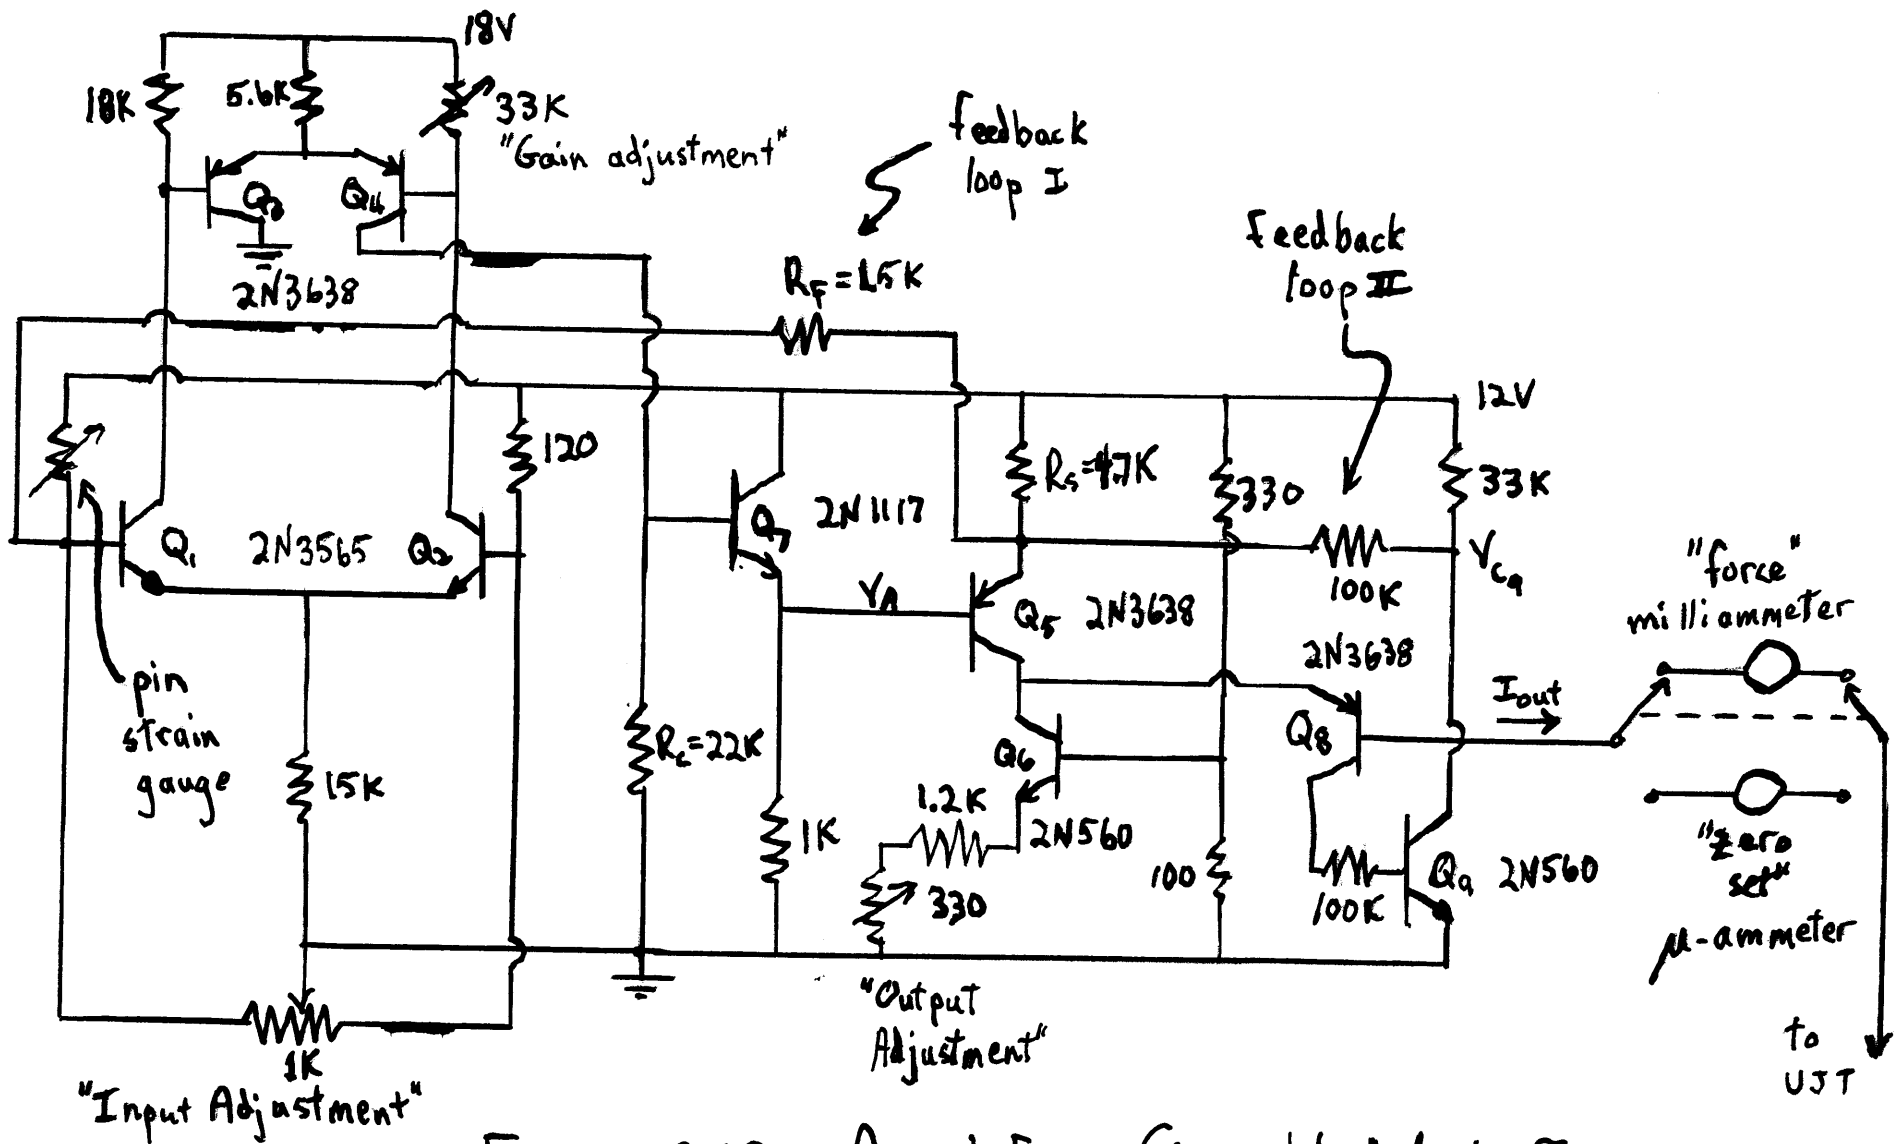 18V
18K
5.6K
33K
"Gain adjustment"
feedback
loop I
Q3
Q4
2N3638
RF = 1.5K
Feedback
loop II
12V
120
RS = 4.7K
330
33K
Q1
2N3565
Q2
Q7
2N1117
VA
Q5
2N3638
100K
VC9
"force"
milliammeter
2N3638
pin
strain
gauge
15K
RC = 22K
Q6
Q8
Iout
1.2K
2N560
1K
330
100
100K
Q9
2N560
"zero
set"
μ-ammeter
"Output
Adjustment"
1K
"Input Adjustment"
to
UJT